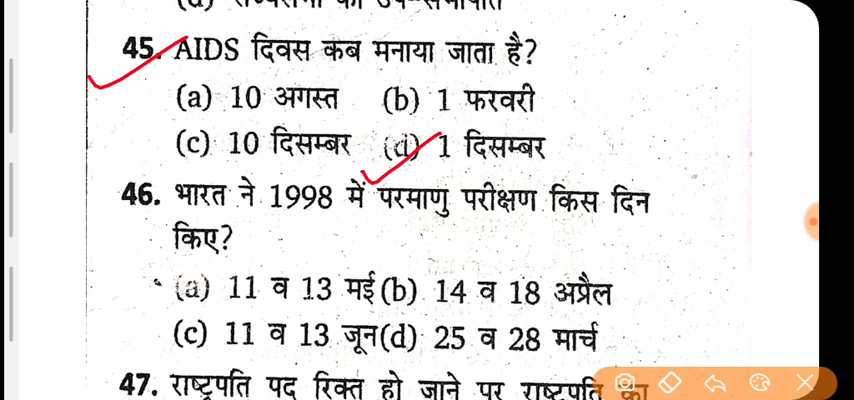 45. AIDS दिवस कब मनाया जाता है?
(a) 10 अगस्त (b) 1 फरवरी
(c) 10 दिसम्बर (d) 1 दिसम्बर
46. भारत ने 1998 में परमाणु परीक्षण किस दिन
किए?
(a) 11 व 13 मई (b) 14 व 18 अप्रैल
(c) 11 व 13 जून (d) 25 व 28 मार्च
47. राष्ट्रपति पद रिक्त हो जाने पर राष्ट्रपति का